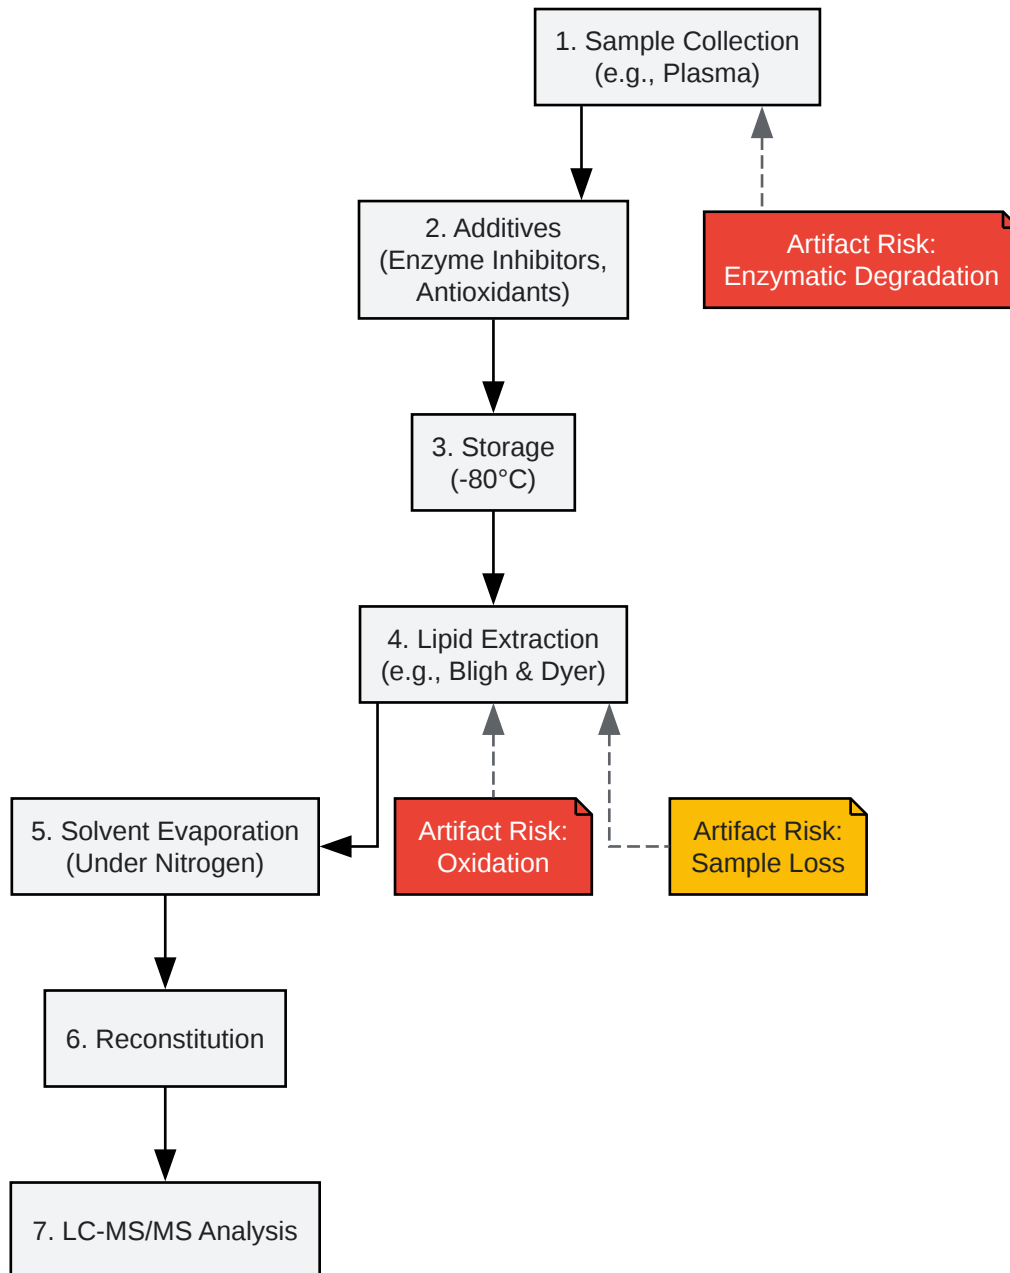 1. Sample Collection
(e.g., Plasma)
2. Additives
(Enzyme Inhibitors,
Antioxidants)
Artifact Risk:
Enzymatic Degradation
3. Storage
(-80°C)
4. Lipid Extraction
(e.g., Bligh & Dyer)
5. Solvent Evaporation
(Under Nitrogen)
Artifact Risk:
Oxidation
Artifact Risk:
Sample Loss
6. Reconstitution
7. LC-MS/MS Analysis